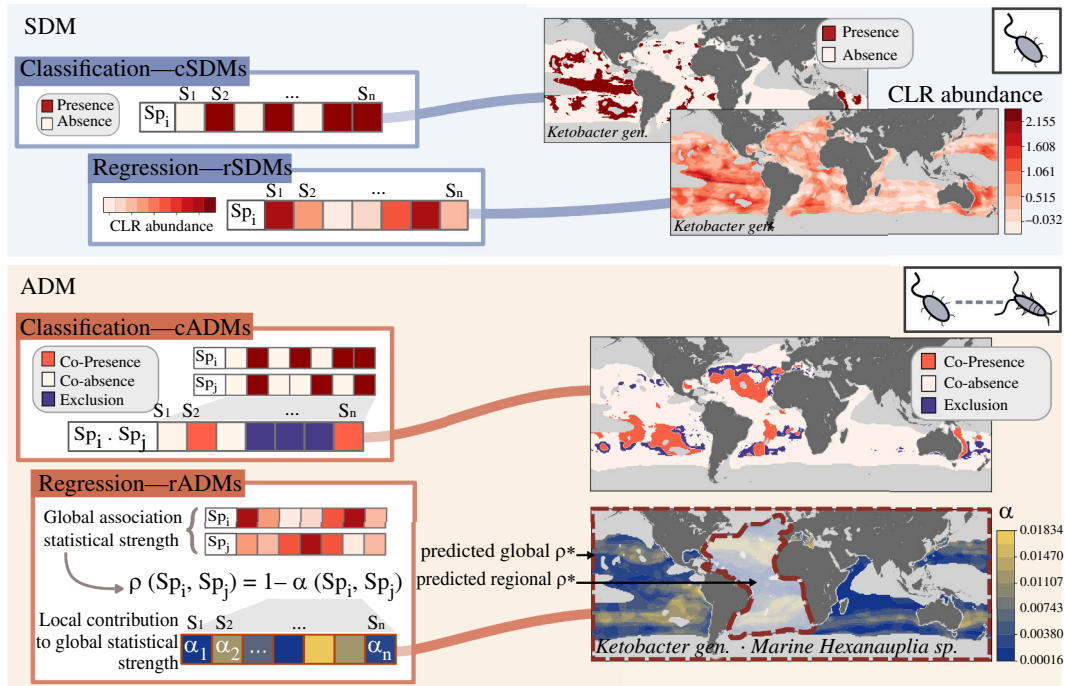 SDM
Classification—cSDMs
S1 S2 ... Sn
Presence
Absence
Spi
Regression—rSDMs
S1 S2 ... Sn
Spi
CLR abundance
Presence
Absence
Ketobacter gen.
CLR abundance
2.155
1.608
1.061
0.515
−0.032
Ketobacter gen.
ADM
Classification—cADMs
Co-Presence
Co-absence
Exclusion
Spi
Spj
S1 S2 ... Sn
Spi . Spj
Co-Presence
Co-absence
Exclusion
Regression—rADMs
Global association
statistical strength
Spi
Spj
ρ (Spi, Spj) = 1– α (Spi, Spj)
Local contribution
to global statistical
strength
S1 S2 ... Sn
α1 α2 ... αn
predicted global ρ*
predicted regional ρ*
α
0.01834
0.01470
0.01107
0.00743
0.00380
0.00016
Ketobacter gen. · Marine Hexanauplia sp.